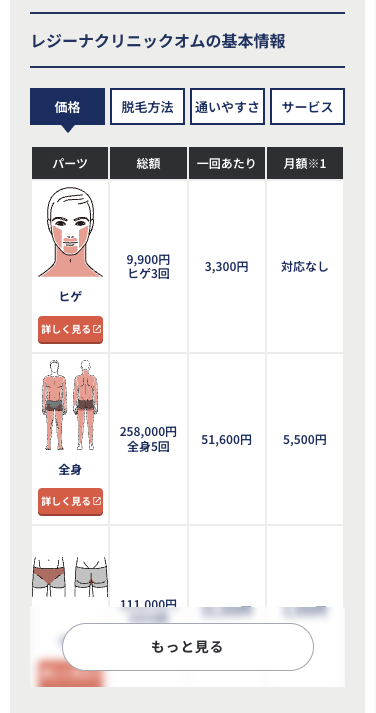 レジーナクリニックオムの基本情報
価格 脱毛方法 通いやすさ サービス
パーツ 総額 一回あたり 月額※1
9,900円
ヒゲ3回
3,300円 対応なし
ヒゲ
詳しく見る
258,000円
全身5回
51,600円 5,500円
全身
詳しく見る
111,000円
もっと見る